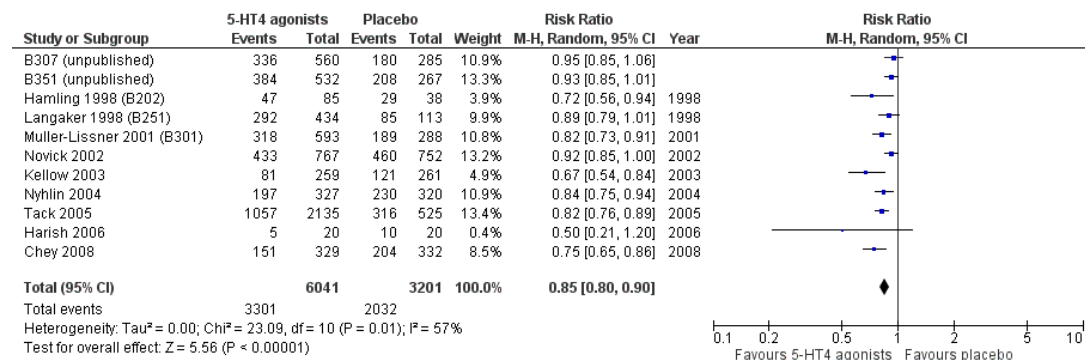 5-HT4 agonists Placebo Risk Ratio Risk Ratio
Study or Subgroup Events Total Events Total Weight M-H, Random, 95% CI Year M-H, Random, 95% CI
B307 (unpublished) 336 560 180 285 10.9% 0.95 [0.85, 1.06]
B351 (unpublished) 384 532 208 267 13.0% 0.93 [0.85, 1.01]
Hamling 1998 (B202) 47 85 29 38 3.9% 0.72 [0.56, 0.94] 1998
Langaker 1998 (B251) 292 434 85 113 9.9% 0.89 [0.79, 1.01] 1998
Muller-Lissner 2001 (B301) 318 593 189 288 10.8% 0.82 [0.73, 0.91] 2001
Novick 2002 433 767 460 752 13.2% 0.92 [0.85, 1.00] 2002
Kellow 2003 81 259 121 261 5.0% 0.67 [0.54, 0.84] 2003
Nyhlin 2004 197 327 230 320 10.9% 0.84 [0.75, 0.94] 2004
Tack 2005 1057 2135 316 525 13.4% 0.82 [0.76, 0.89] 2005
Harish 2006 5 20 10 20 0.4% 0.50 [0.21, 1.20] 2006
Chey 2008 151 329 204 332 8.5% 0.75 [0.65, 0.86] 2008
Total (95% CI) 6041 3201 100.0% 0.85 [0.80, 0.90]
Total events 3301 2032
Heterogeneity: Tau² = 0.00; Chi² = 23.09, df = 10 (P = 0.01); I² = 57%
Test for overall effect: Z = 5.56 (P < 0.00001)
0.1 0.2 0.5 1 2 5 10
Favours 5-HT4 agonists Favours placebo